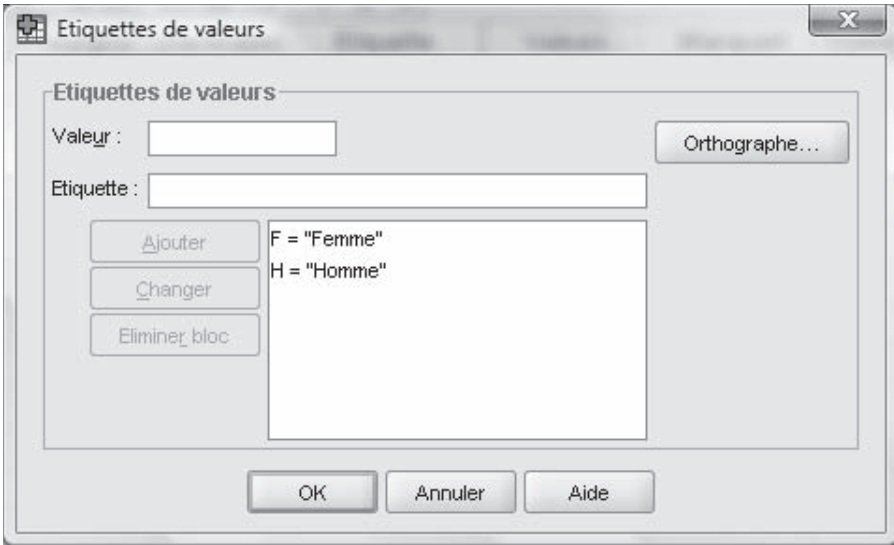 Etiquettes de valeurs
Etiquettes de valeurs
Valeur :
Orthographe...
Etiquette :
Ajouter
F = "Femme"
H = "Homme"
Changer
Eliminer bloc
OK
Annuler
Aide